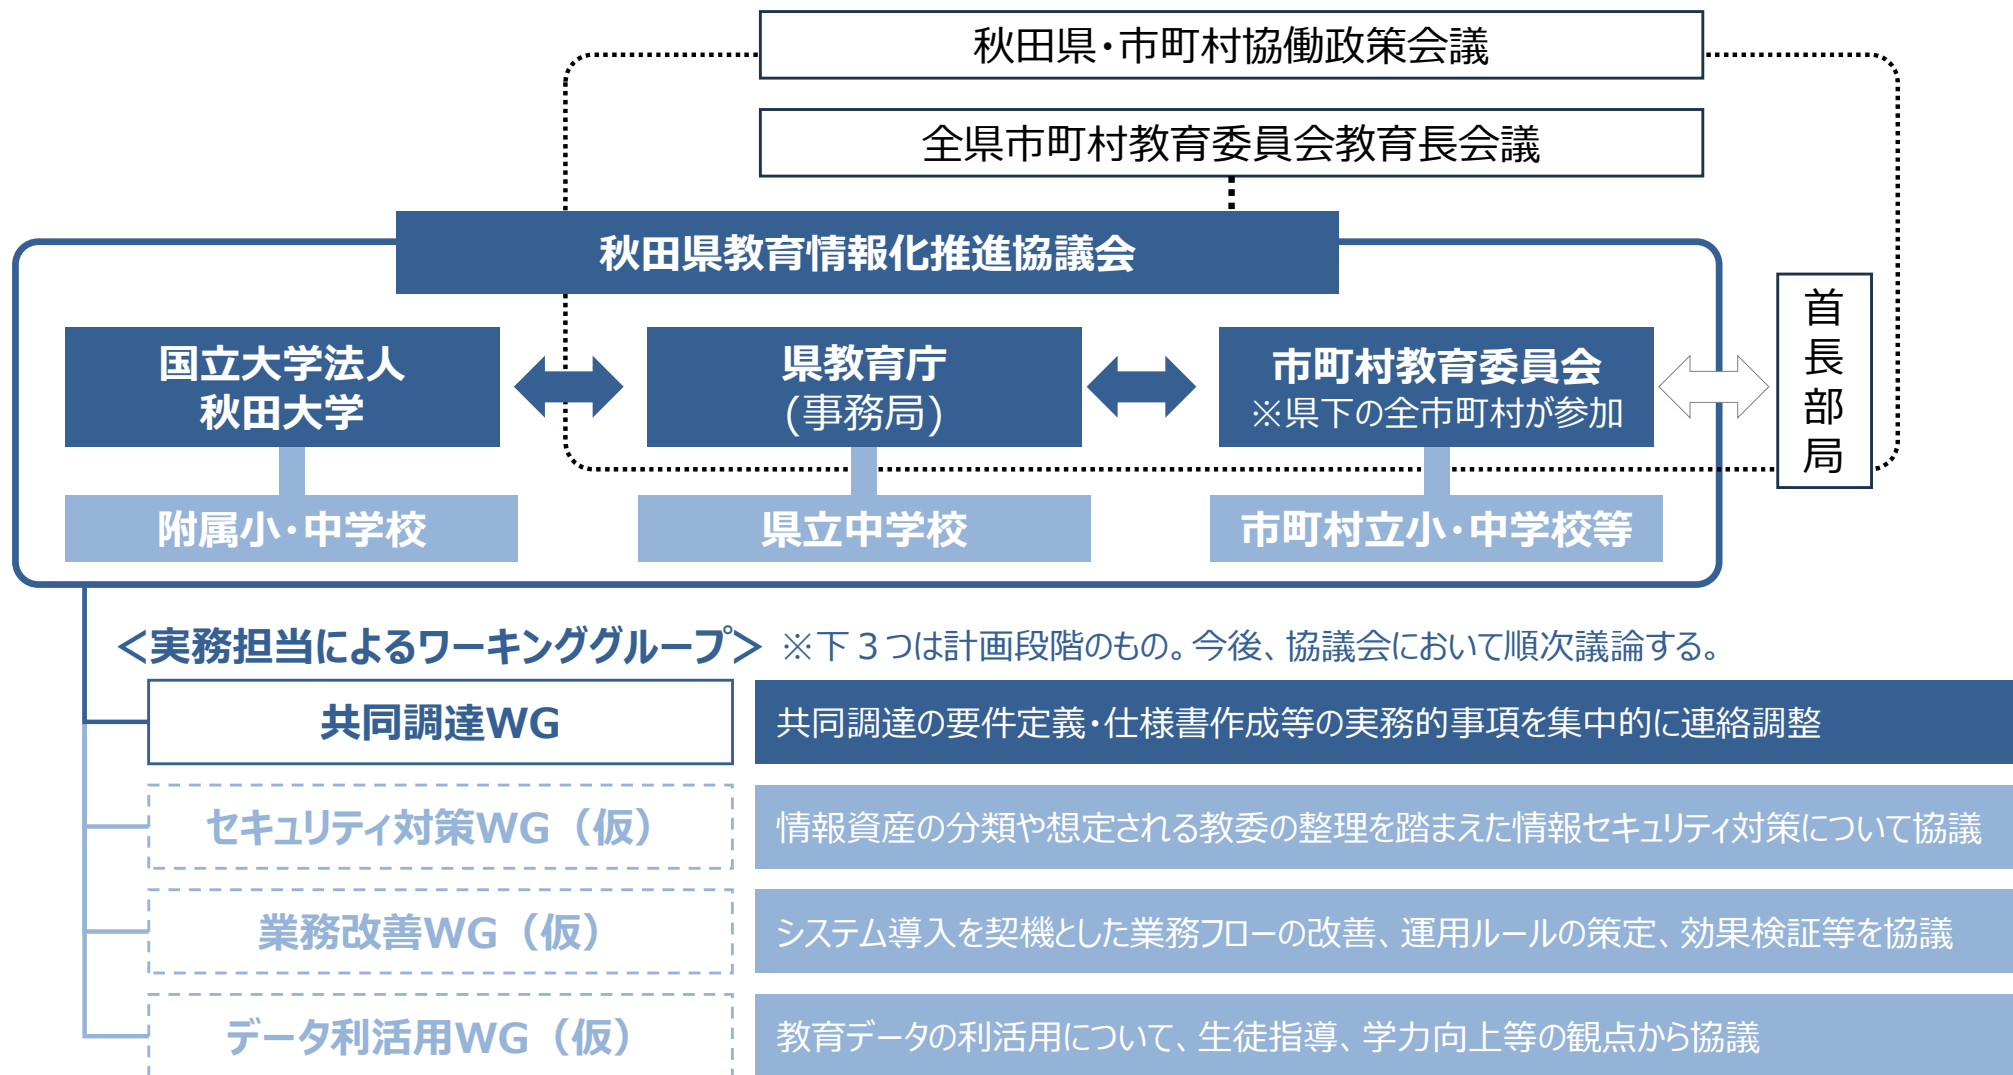 秋田県・市町村協働政策会議
全県市町村教育委員会教育長会議
秋田県教育情報化推進協議会
国立大学法人
秋田大学
県教育庁
(事務局)
市町村教育委員会
※県下の全市町村が参加
首長部局
附属小・中学校
県立中学校
市町村立小・中学校等
＜実務担当によるワーキンググループ＞ ※下３つは計画段階のもの。今後、協議会において順次議論する。
共同調達WG
共同調達の要件定義・仕様書作成等の実務的事項を集中的に連絡調整
セキュリティ対策WG（仮）
情報資産の分類や想定される教委の整理を踏まえた情報セキュリティ対策について協議
業務改善WG（仮）
システム導入を契機とした業務フローの改善、運用ルールの策定、効果検証等を協議
データ利活用WG（仮）
教育データの利活用について、生徒指導、学力向上等の観点から協議